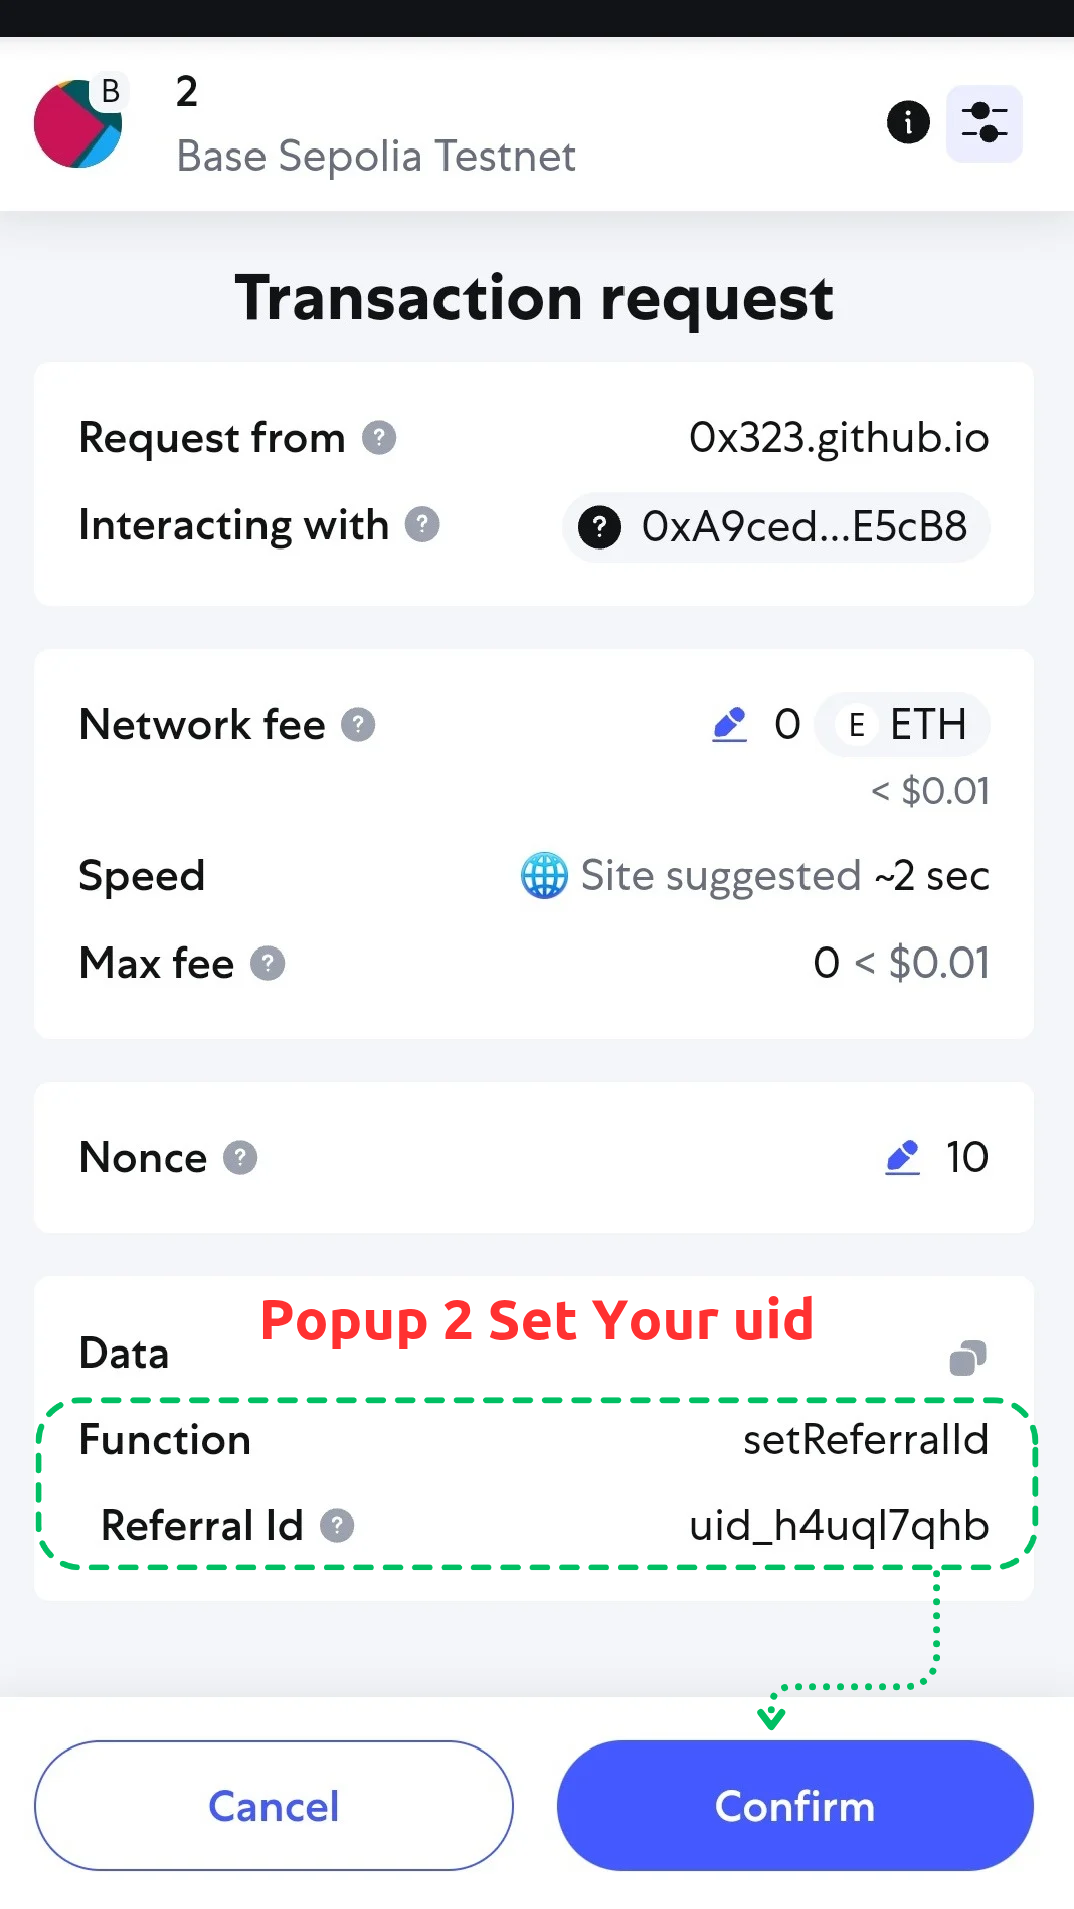 B
2
Base Sepolia Testnet
Transaction request
Request from ? 0x323.github.io
Interacting with ? ? 0xA9ced...E5cB8
Network fee ? 0 E ETH
< $0.01
Speed Site suggested ~2 sec
Max fee ? 0 < $0.01
Nonce ? 10
Popup 2 Set Your uid
Data
Function setReferralId
Referral Id ? uid_h4uql7qhb
Cancel Confirm